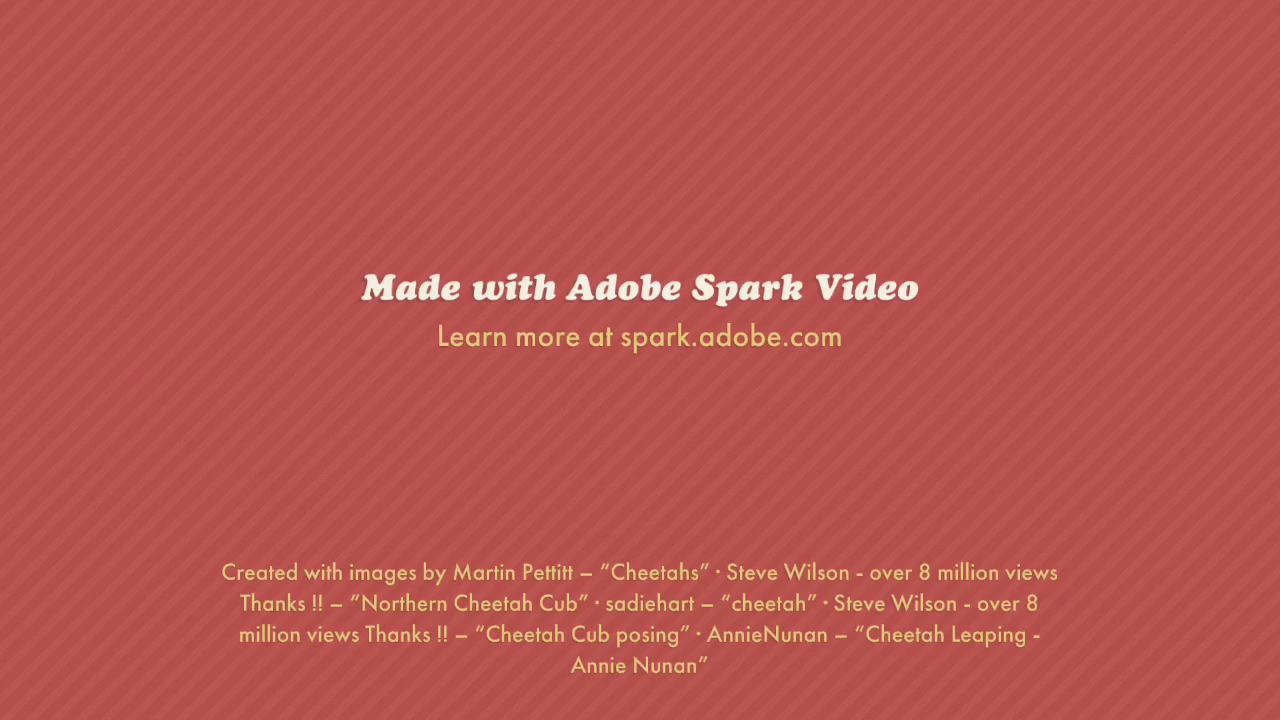 Made with Adobe Spark Video
Learn more at spark.adobe.com
Created with images by Martin Pettitt – “Cheetahs” · Steve Wilson - over 8 million views
Thanks !! – “Northern Cheetah Cub” · sadiehart – “cheetah” · Steve Wilson - over 8
million views Thanks !! – “Cheetah Cub posing” · AnnieNunan – “Cheetah Leaping -
Annie Nunan”